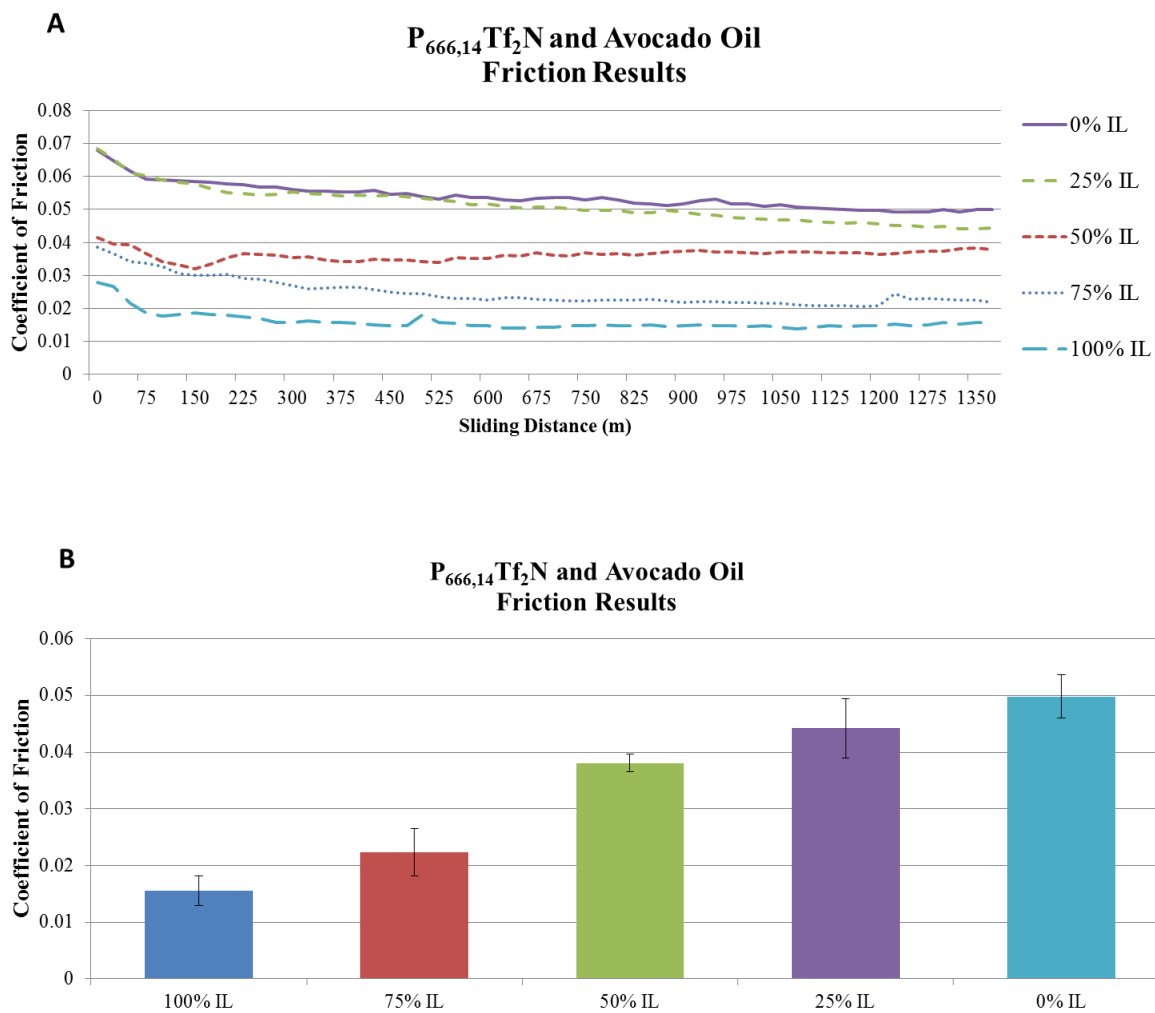 A
P666,14Tf2N and Avocado Oil
Friction Results
0.08
0.07
0.06
0.05
0.04
0.03
0.02
0.01
0
Coefficient of Friction
0 75 150 225 300 375 450 525 600 675 750 825 900 975 1050 1125 1200 1275 1350
Sliding Distance (m)
0% IL
25% IL
50% IL
75% IL
100% IL
B
P666,14Tf2N and Avocado Oil
Friction Results
0.06
0.05
0.04
0.03
0.02
0.01
0
Coefficient of Friction
100% IL 75% IL 50% IL 25% IL 0% IL